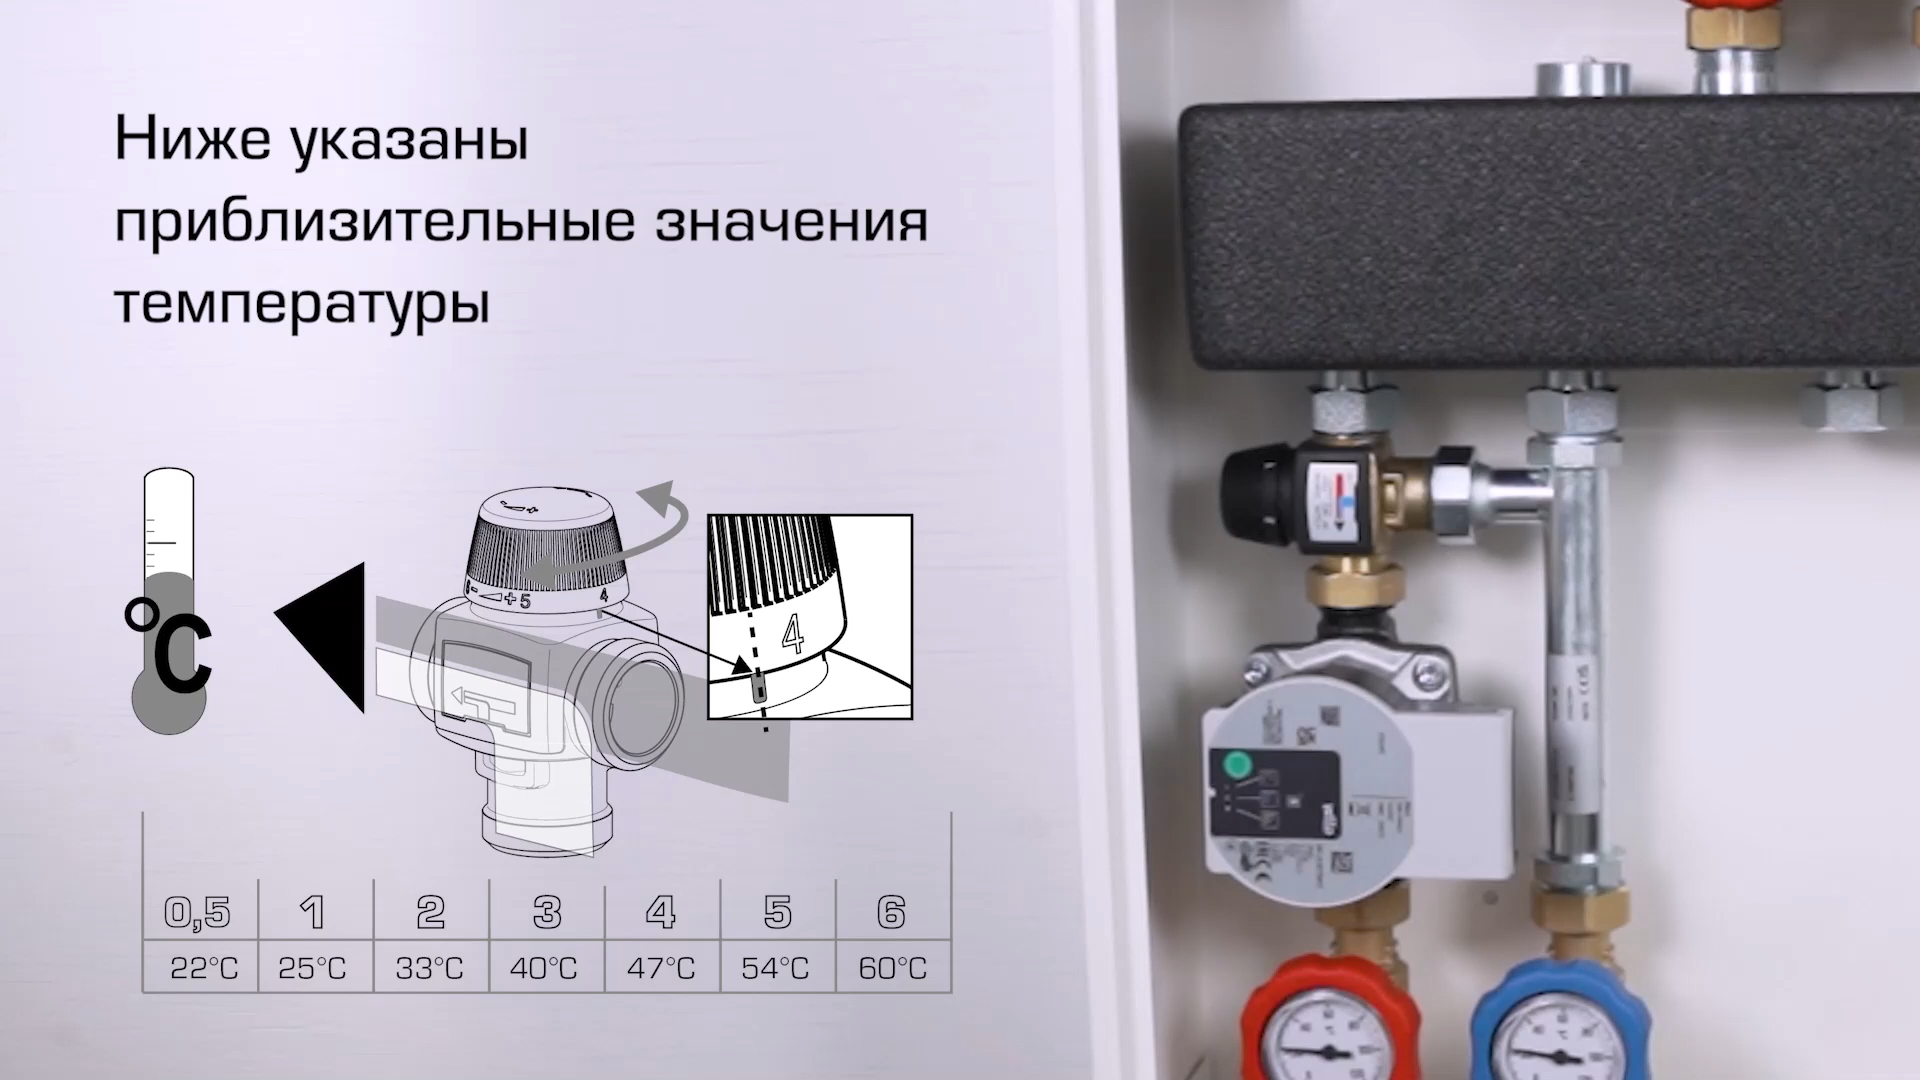 Ниже указаны
приблизительные значения
температуры
°C
+5
4
4
0,5 1 2 3 4 5 6
22°C 25°C 33°C 40°C 47°C 54°C 60°C
wilo